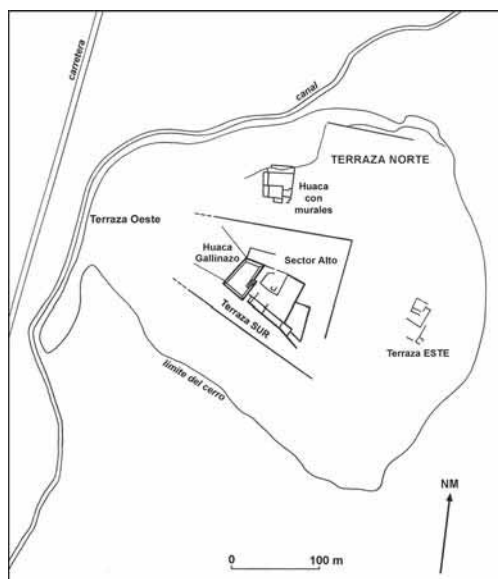 carretera
canal
TERRAZA NORTE
Huaca
con
murales
Terraza Oeste
Huaca
Gallinazo
Sector Alto
Terraza SUR
Terraza ESTE
límite del cerro
NM
0 100 m